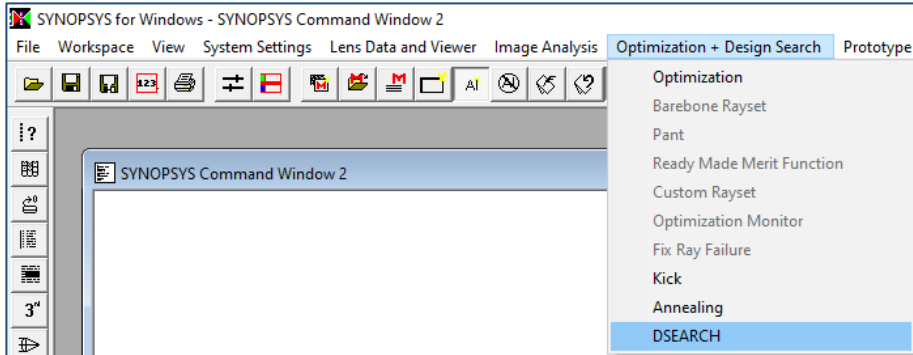 SYNOPSYS for Windows - SYNOPSYS Command Window 2
File Workspace View System Settings Lens Data and Viewer Image Analysis Optimization + Design Search Prototype
123 AI
Optimization
Barebone Rayset
Pant
Ready Made Merit Function
SYNOPSYS Command Window 2
Custom Rayset
Optimization Monitor
Fix Ray Failure
Kick
Annealing
3rd
DSEARCH